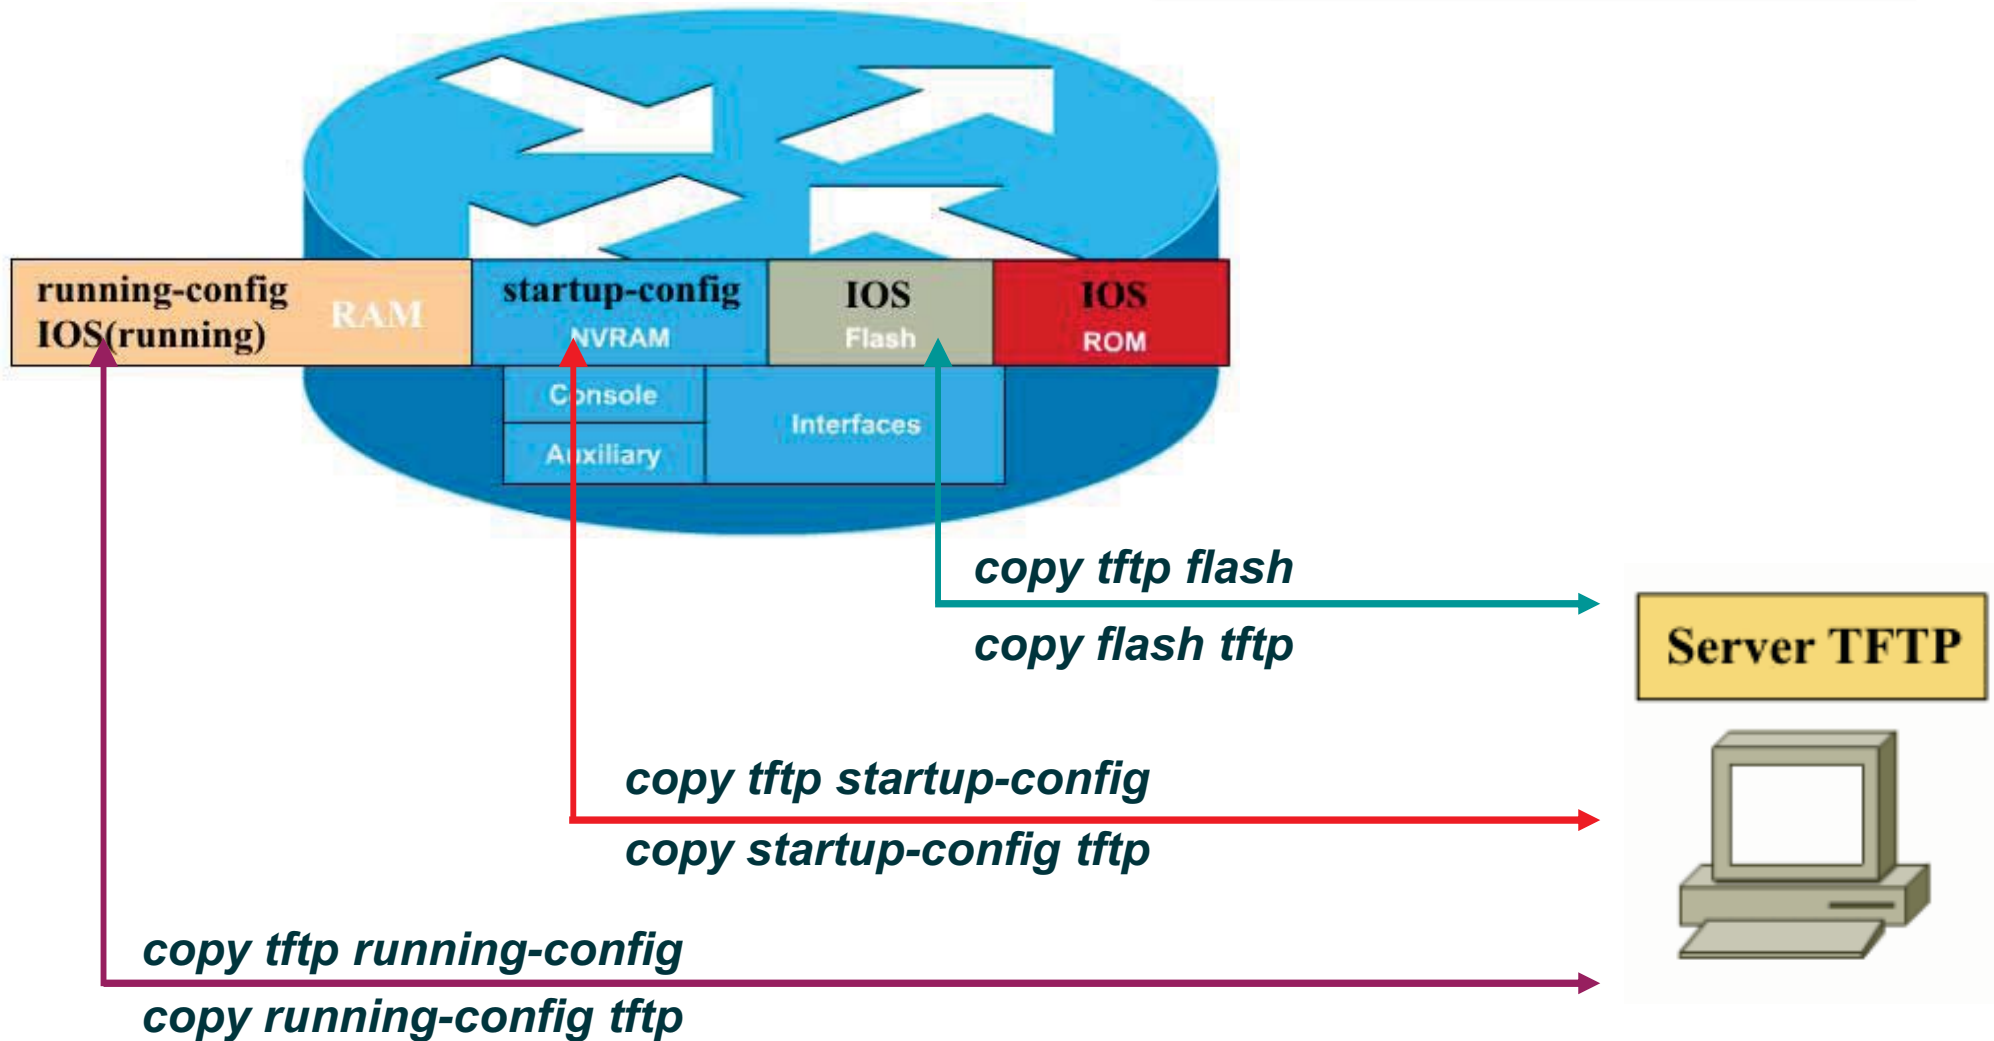 running-config
IOS(running)
RAM
startup-config
NVRAM
IOS
Flash
IOS
ROM
Console
Auxiliary
Interfaces
copy tftp flash
copy flash tftp
Server TFTP
copy tftp startup-config
copy startup-config tftp
copy tftp running-config
copy running-config tftp